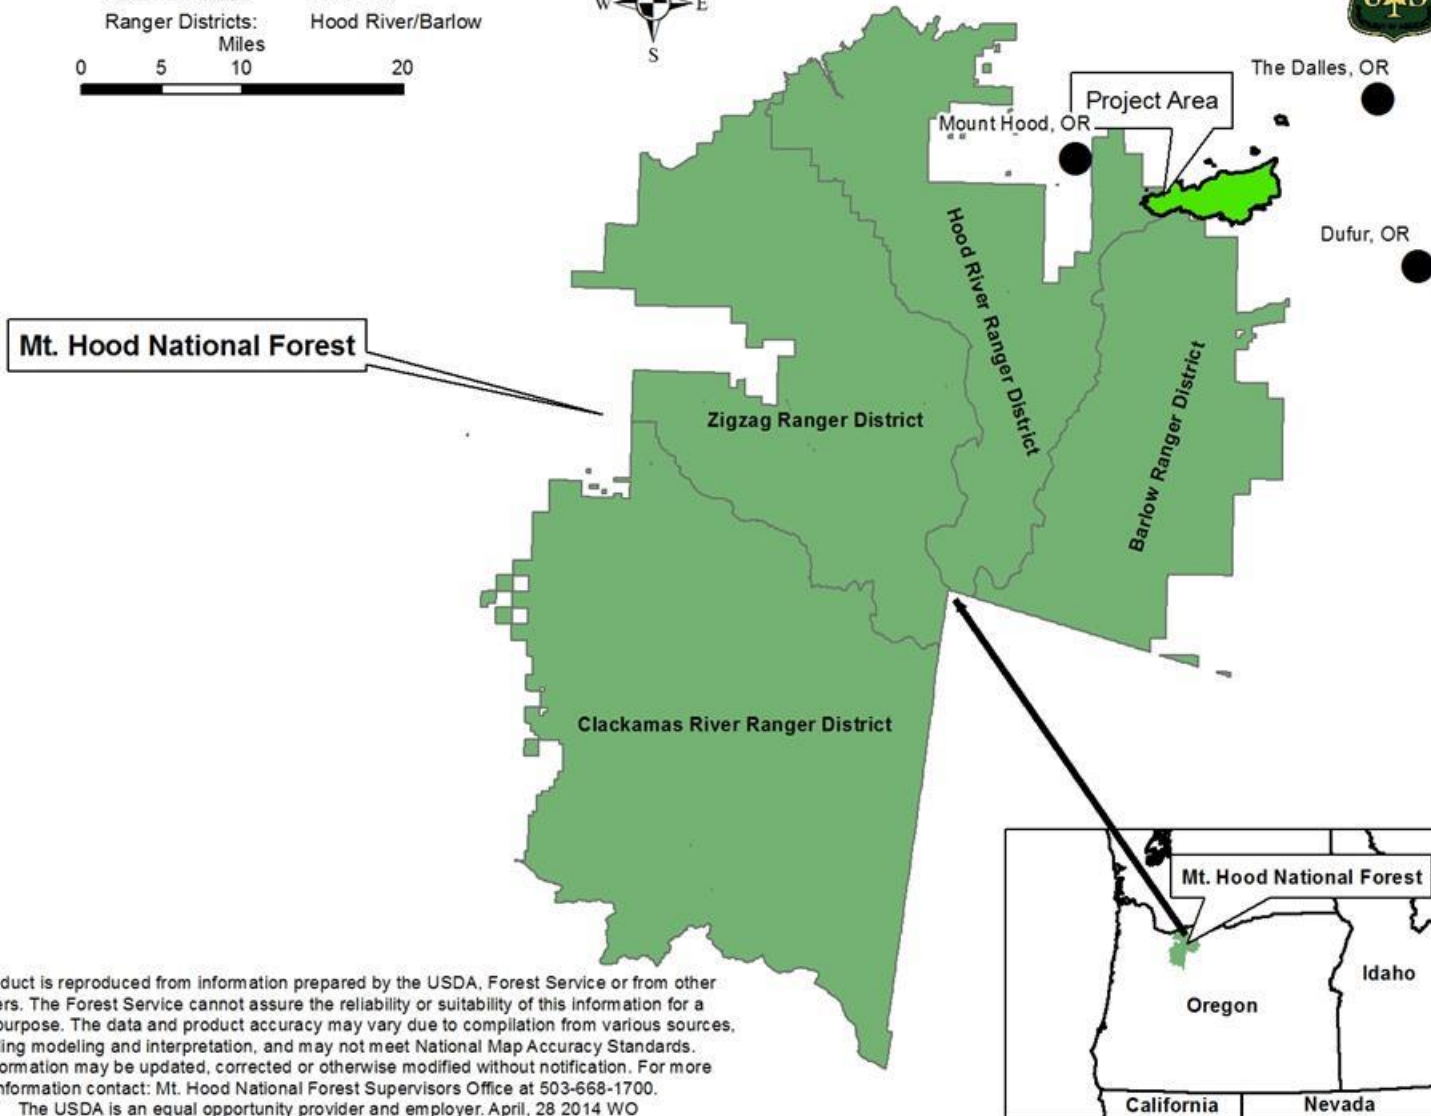 Ranger Districts: Hood River/Barlow
Miles
0 5 10 20
W E
S
U S
The Dalles, OR
Project Area
Mount Hood, OR
Dufur, OR
Hood River Ranger District
Mt. Hood National Forest
Zigzag Ranger District
Barlow Ranger District
Clackamas River Ranger District
Mt. Hood National Forest
Idaho
Oregon
California Nevada
duct is reproduced from information prepared by the USDA, Forest Service or from other
ers. The Forest Service cannot assure the reliability or suitability of this information for a
purpose. The data and product accuracy may vary due to compilation from various sources,
ling modeling and interpretation, and may not meet National Map Accuracy Standards.
ormation may be updated, corrected or otherwise modified without notification. For more
nformation contact: Mt. Hood National Forest Supervisors Office at 503-668-1700.
The USDA is an equal opportunity provider and employer. April, 28 2014 WO